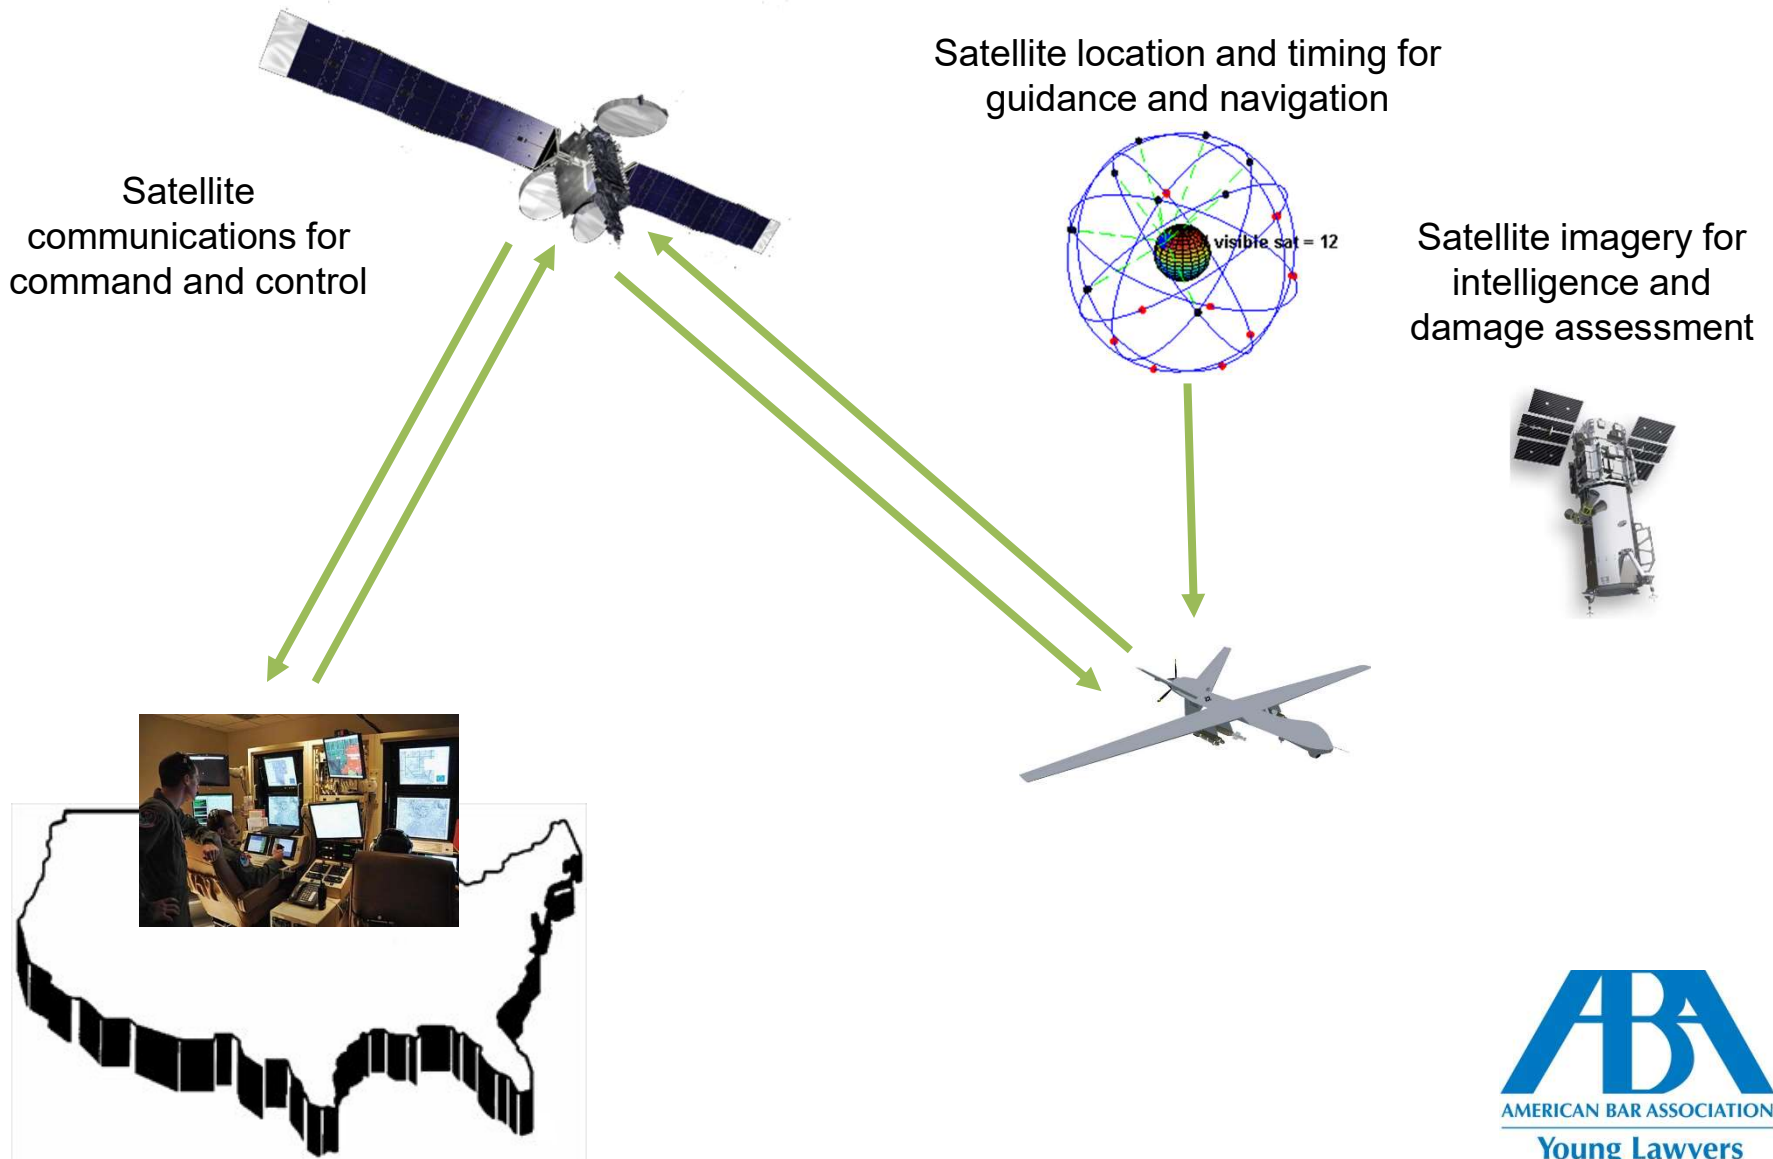 Satellite location and timing for
guidance and navigation
Satellite
communications for
command and control
visible sat = 12
Satellite imagery for
intelligence and
damage assessment
ABA
AMERICAN BAR ASSOCIATION
Young Lawyers